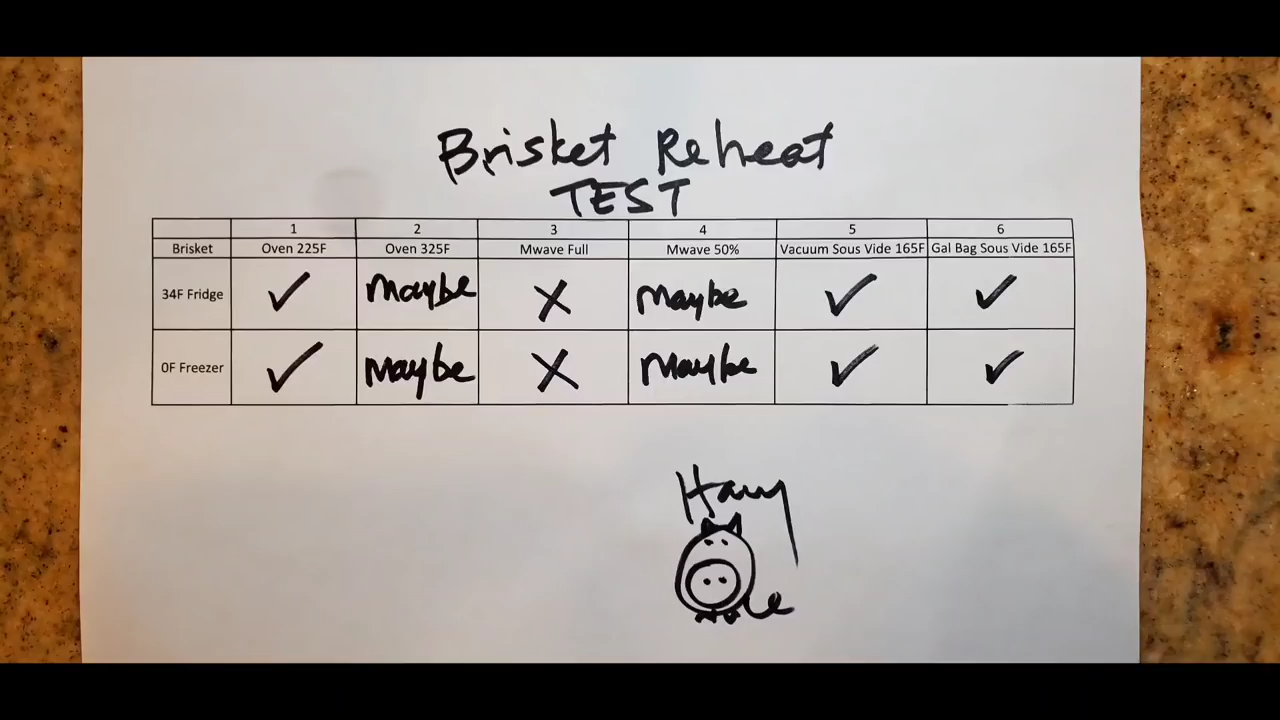 Brisket Reheat
TEST
1 2 3 4 5 6
Brisket Oven 225F Oven 325F Mwave Full Mwave 50% Vacuum Sous Vide 165F Gal Bag Sous Vide 165F
34F Fridge ✓ Maybe X Maybe ✓ ✓
0F Freezer ✓ Maybe X Maybe ✓ ✓
Harry